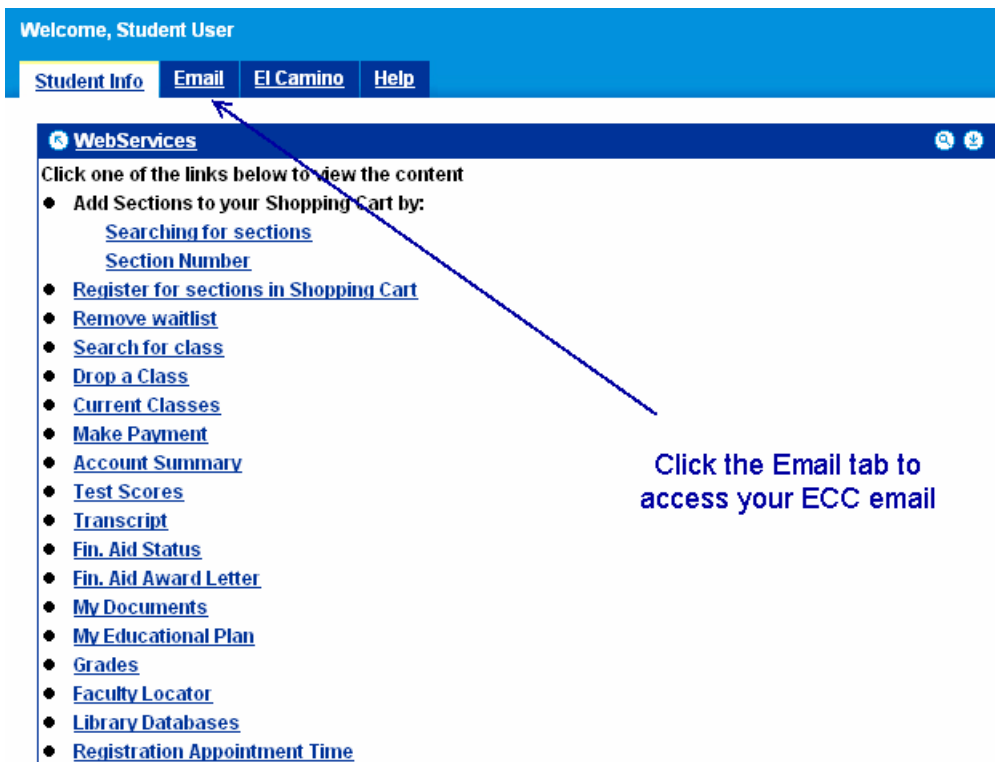 Welcome, Student User
Student Info Email El Camino Help
WebServices
Click one of the links below to view the content
Add Sections to your Shopping Cart by:
Searching for sections
Section Number
Register for sections in Shopping Cart
Remove waitlist
Search for class
Drop a Class
Current Classes
Make Payment
Account Summary
Test Scores
Transcript
Fin. Aid Status
Fin. Aid Award Letter
My Documents
My Educational Plan
Grades
Faculty Locator
Library Databases
Registration Appointment Time
Click the Email tab to
access your ECC email